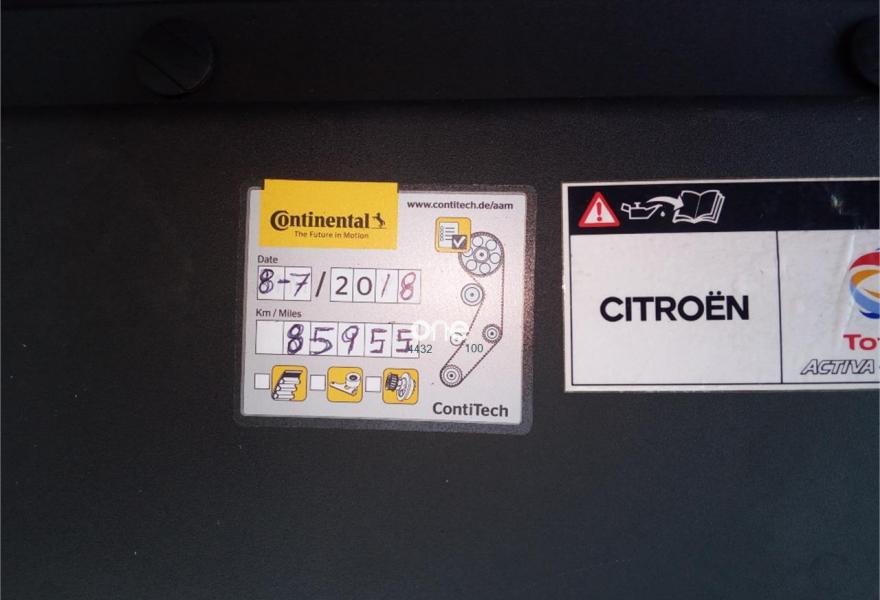 www.contitech.de/aam
Continental
The Future in Motion
Date
8-7/2018
Km / Miles
85955
one
4432 100
ContiTech
CITROËN
ACTIVA